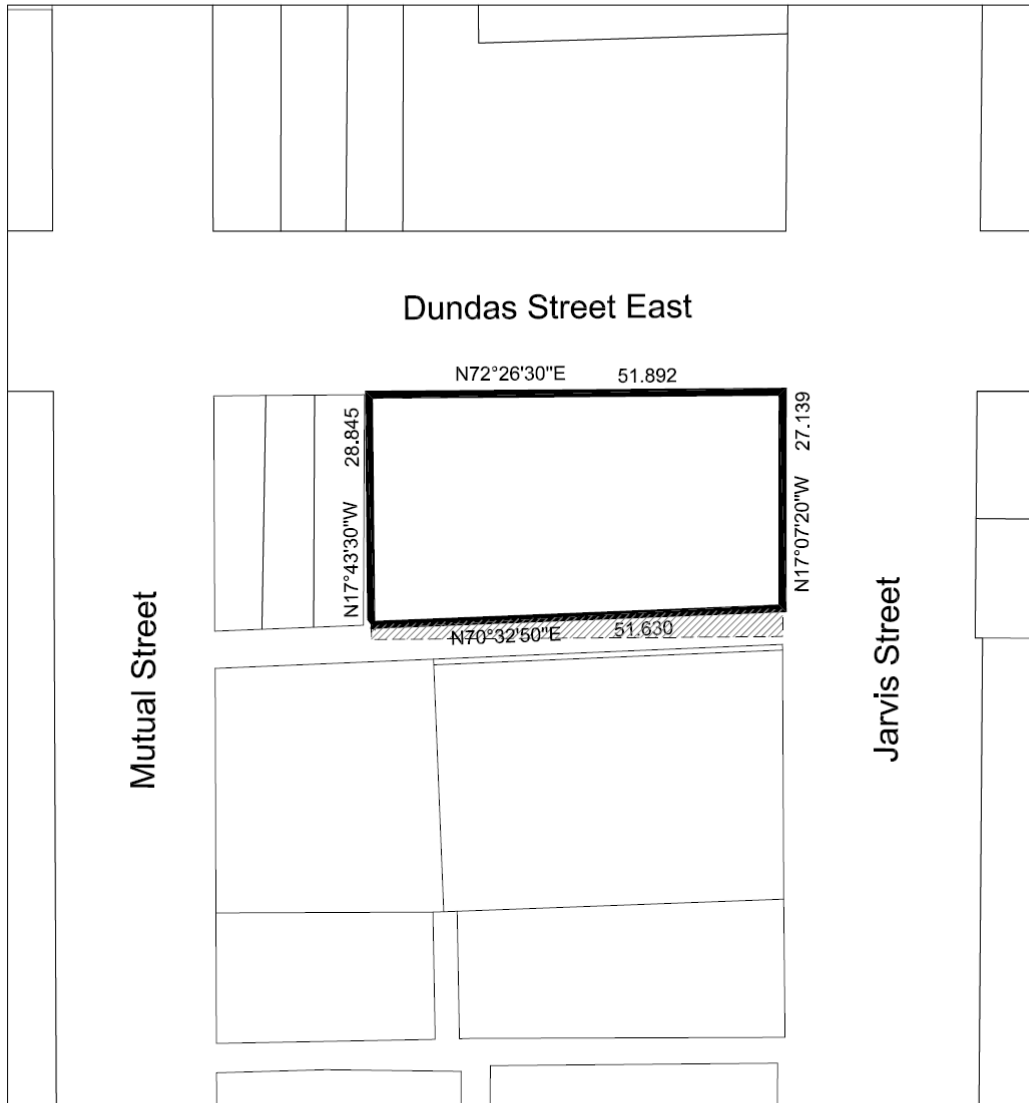 Dundas Street East
N72°26'30"E 51.892
28.845
27.139
N17°43'30"W
N17°07'20"W
N70°32'50"E 51.630
Mutual Street
Jarvis Street